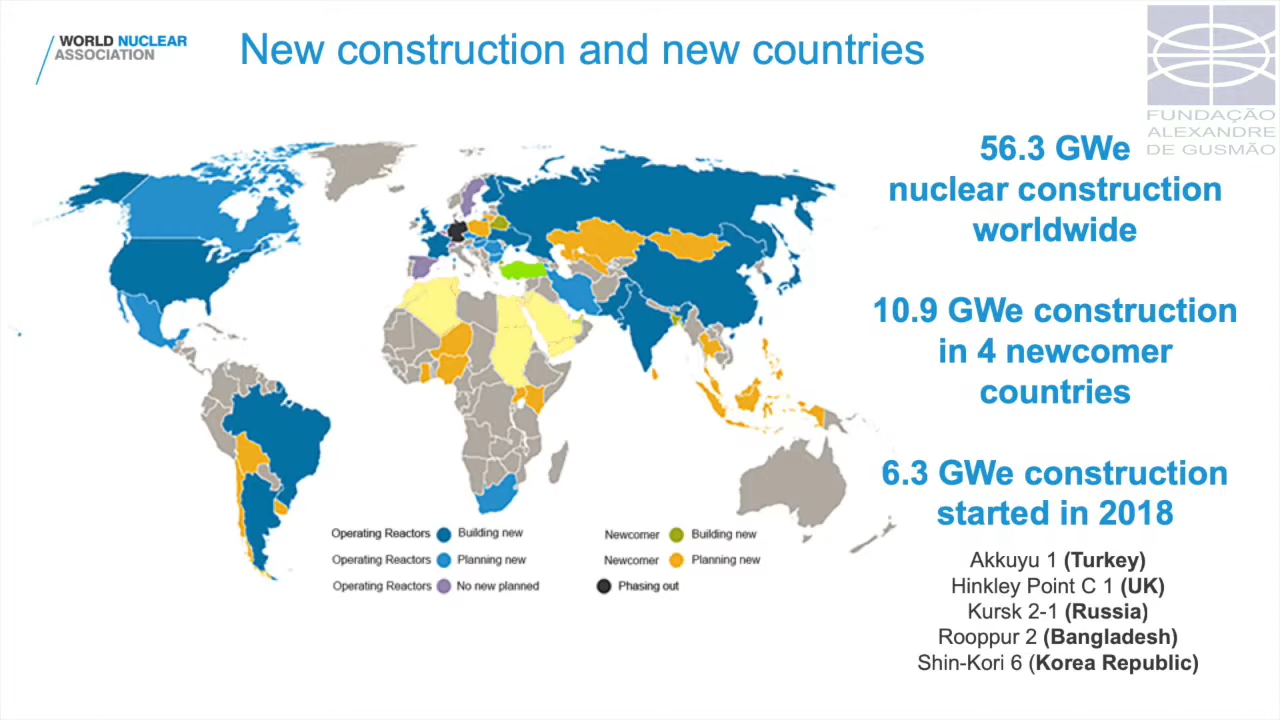 WORLD NUCLEAR
ASSOCIATION
New construction and new countries
FUNDAÇÃO
ALEXANDRE
DE GUSMÃO
56.3 GWe
nuclear construction
worldwide
10.9 GWe construction
in 4 newcomer
countries
6.3 GWe construction
started in 2018
Akkuyu 1 (Turkey)
Hinkley Point C 1 (UK)
Kursk 2-1 (Russia)
Rooppur 2 (Bangladesh)
Shin-Kori 6 (Korea Republic)
Operating Reactors Building new
Operating Reactors Planning new
Operating Reactors No new planned
Newcomer Building new
Newcomer Planning new
Phasing out